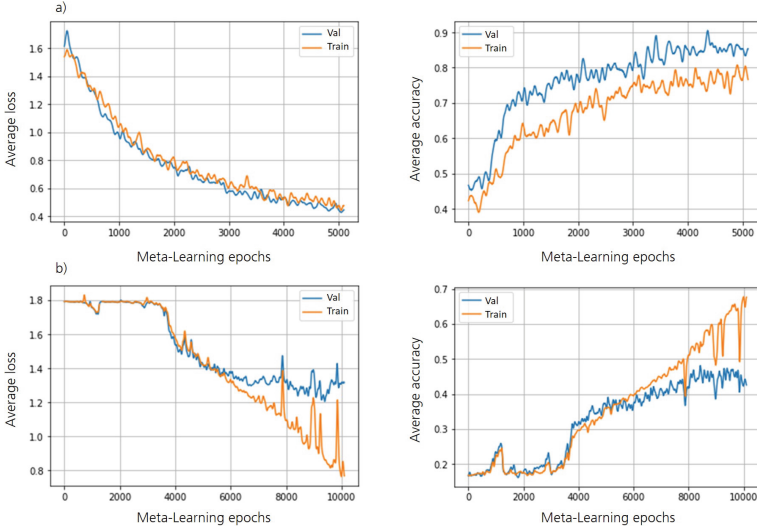 a)
Average loss
1.6
1.4
1.2
1.0
0.8
0.6
0.4
Val
Train
0 1000 2000 3000 4000 5000
Meta-Learning epochs
Average accuracy
0.9
0.8
0.7
0.6
0.5
0.4
Val
Train
0 1000 2000 3000 4000 5000
Meta-Learning epochs
b)
Average loss
1.8
1.6
1.4
1.2
1.0
0.8
Val
Train
0 2000 4000 6000 8000 10000
Meta-Learning epochs
Average accuracy
0.7
0.6
0.5
0.4
0.3
0.2
Val
Train
0 2000 4000 6000 8000 10000
Meta-Learning epochs